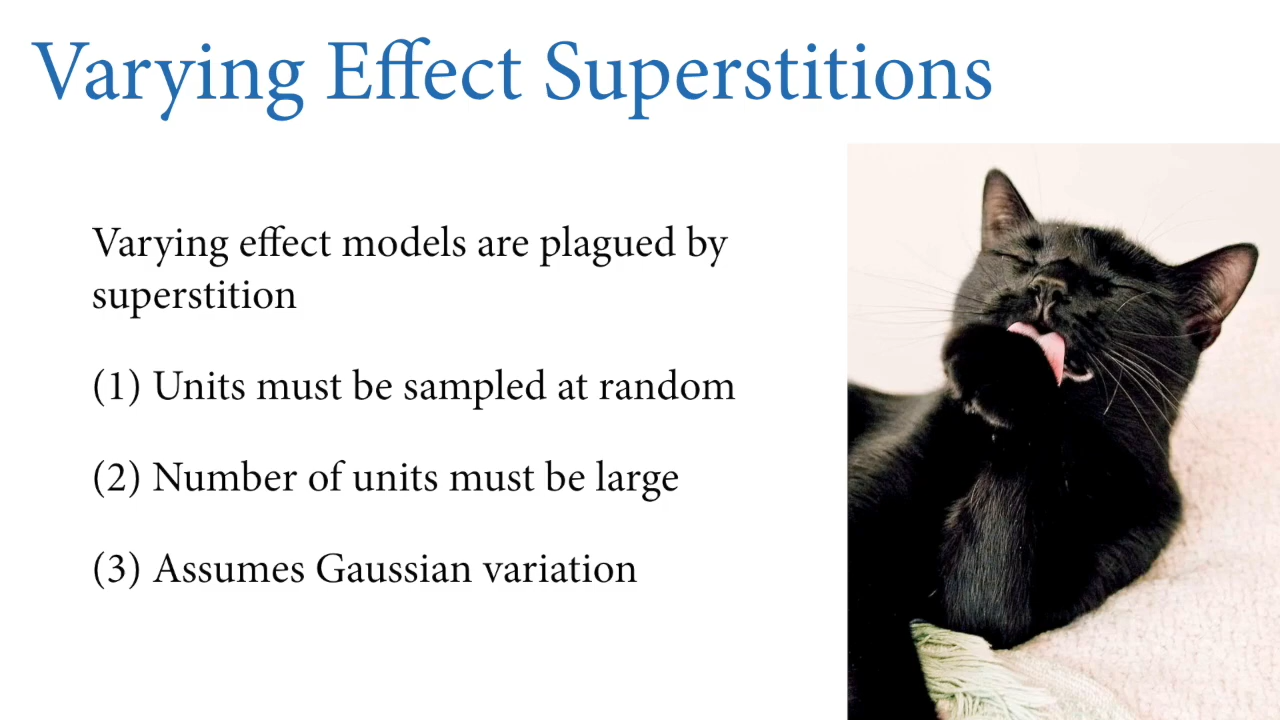 Varying Effect Superstitions
Varying effect models are plagued by
superstition
(1) Units must be sampled at random
(2) Number of units must be large
(3) Assumes Gaussian variation